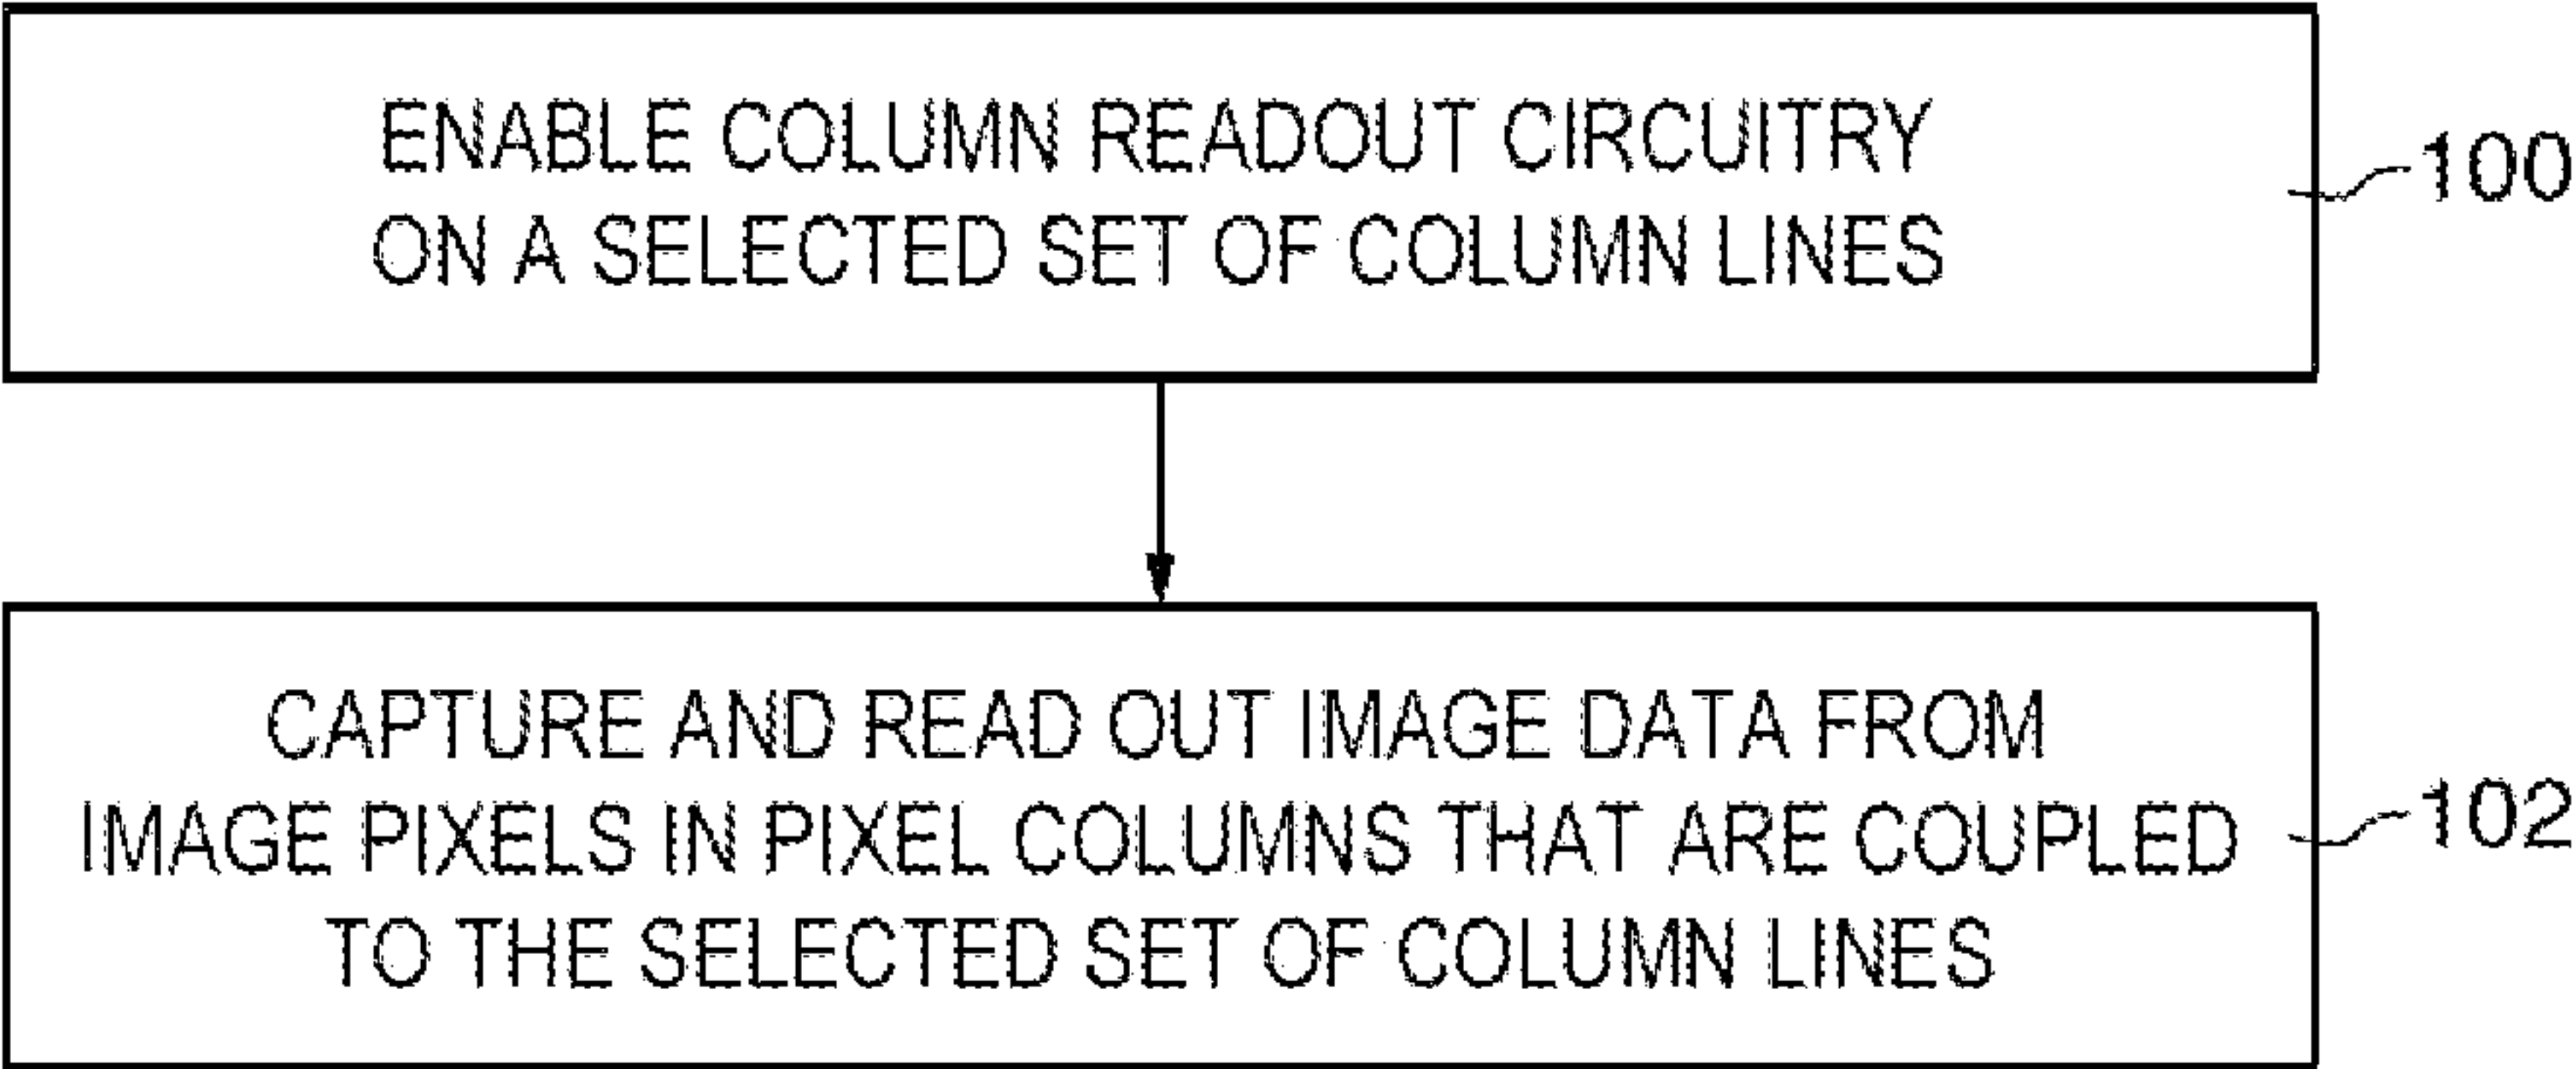 ENABLE COLUMN READOUT CIRCUITRY
ON A SELECTED SET OF COLUMN LINES
100
CAPTURE AND READ OUT IMAGE DATA FROM
IMAGE PIXELS IN PIXEL COLUMNS THAT ARE COUPLED
TO THE SELECTED SET OF COLUMN LINES
102